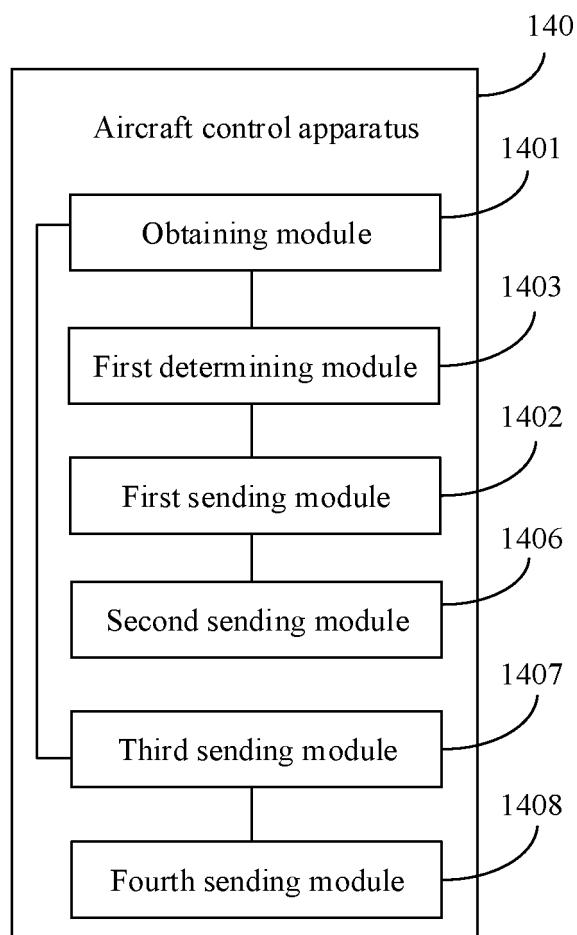 140
Aircraft control apparatus
1401
Obtaining module
1403
First determining module
1402
First sending module
1406
Second sending module
1407
Third sending module
1408
Fourth sending module